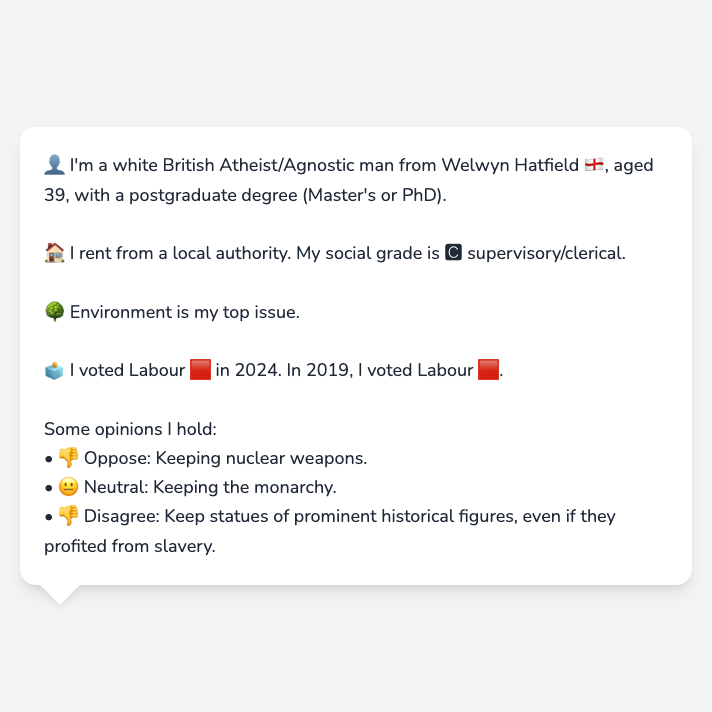 👤 I'm a white British Atheist/Agnostic man from Welwyn Hatfield 🏴󠁧󠁢󠁥󠁮󠁧󠁿, aged
39, with a postgraduate degree (Master's or PhD).
🏠 I rent from a local authority. My social grade is 🅲 supervisory/clerical.
🌳 Environment is my top issue.
🗳️ I voted Labour 🟥 in 2024. In 2019, I voted Labour 🟥.
Some opinions I hold:
• 👎 Oppose: Keeping nuclear weapons.
• 😐 Neutral: Keeping the monarchy.
• 👎 Disagree: Keep statues of prominent historical figures, even if they
profited from slavery.